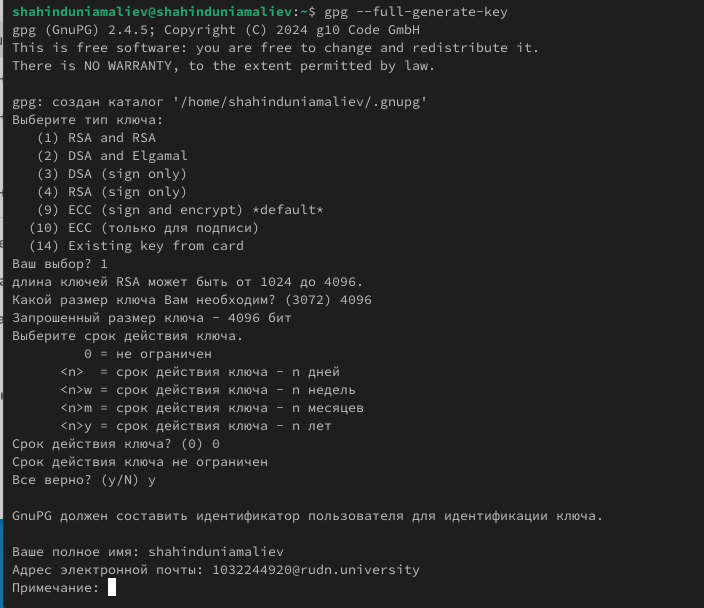 shahinduniamaliev@shahinduniamaliev:~$ gpg --full-generate-key
gpg (GnuPG) 2.4.5; Copyright (C) 2024 g10 Code GmbH
This is free software: you are free to change and redistribute it.
There is NO WARRANTY, to the extent permitted by law.

gpg: создан каталог '/home/shahinduniamaliev/.gnupg'
Выберите тип ключа:
   (1) RSA and RSA
   (2) DSA and Elgamal
   (3) DSA (sign only)
   (4) RSA (sign only)
   (9) ECC (sign and encrypt) *default*
  (10) ECC (только для подписи)
  (14) Existing key from card
Ваш выбор? 1
длина ключей RSA может быть от 1024 до 4096.
Какой размер ключа Вам необходим? (3072) 4096
Запрошенный размер ключа - 4096 бит
Выберите срок действия ключа.
         0 = не ограничен
      <n>  = срок действия ключа - n дней
      <n>w = срок действия ключа - n недель
      <n>m = срок действия ключа - n месяцев
      <n>y = срок действия ключа - n лет
Срок действия ключа? (0) 0
Срок действия ключа не ограничен
Все верно? (y/N) y

GnuPG должен составить идентификатор пользователя для идентификации ключа.

Ваше полное имя: shahinduniamaliev
Адрес электронной почты: 1032244920@rudn.university
Примечание: